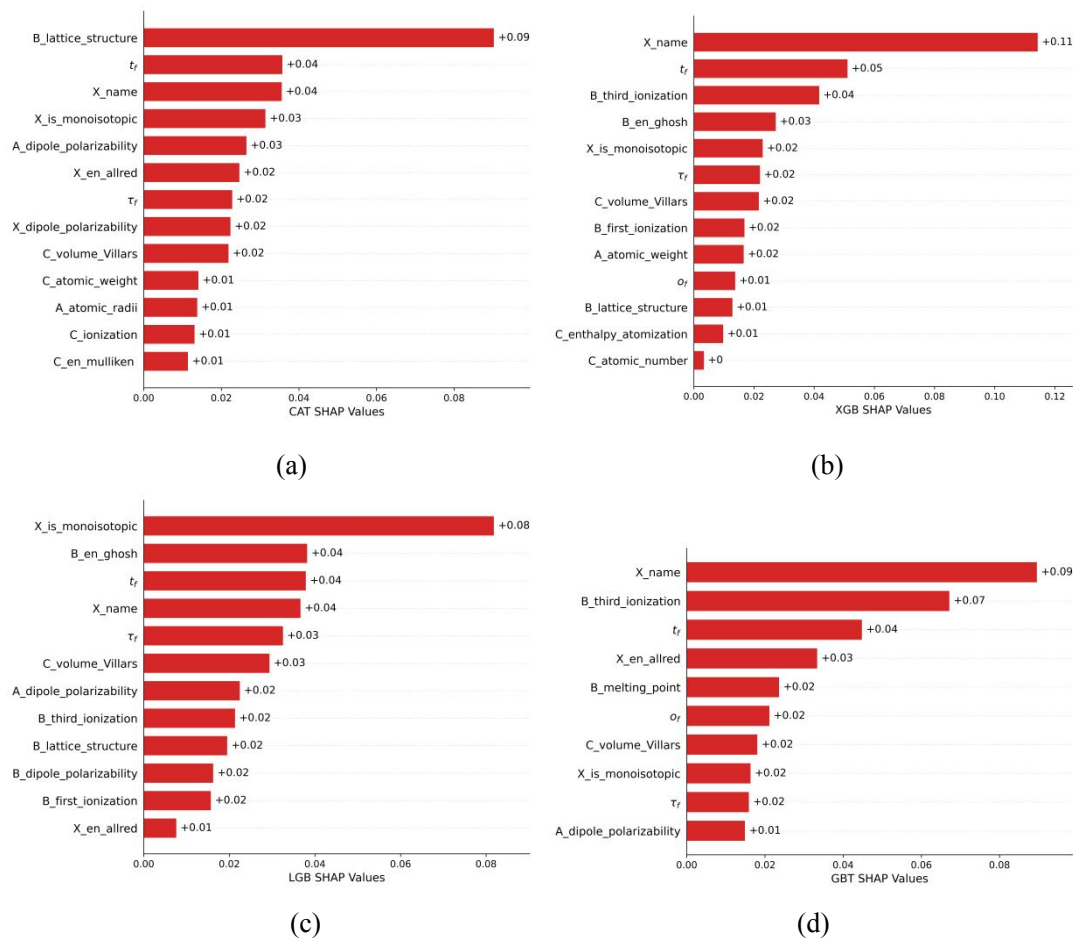 B_lattice_structure +0.09
t_f +0.04
X_name +0.04
X_is_monoisotopic +0.03
A_dipole_polarizability +0.03
X_en_allred +0.02
τ_f +0.02
X_dipole_polarizability +0.02
C_volume_Villars +0.02
C_atomic_weight +0.01
A_atomic_radii +0.01
C_ionization +0.01
C_en_mulliken +0.01
0.00 0.02 0.04 0.06 0.08
CAT SHAP Values
(a)
X_name +0.11
t_f +0.05
B_third_ionization +0.04
B_en_ghosh +0.03
X_is_monoisotopic +0.02
τ_f +0.02
C_volume_Villars +0.02
B_first_ionization +0.02
A_atomic_weight +0.02
o_f +0.01
B_lattice_structure +0.01
C_enthalpy_atomization +0.01
C_atomic_number +0
0.00 0.02 0.04 0.06 0.08 0.10 0.12
XGB SHAP Values
(b)
X_is_monoisotopic +0.08
B_en_ghosh +0.04
t_f +0.04
X_name +0.04
τ_f +0.03
C_volume_Villars +0.03
A_dipole_polarizability +0.02
B_third_ionization +0.02
B_lattice_structure +0.02
B_dipole_polarizability +0.02
B_first_ionization +0.02
X_en_allred +0.01
0.00 0.02 0.04 0.06 0.08
LGB SHAP Values
(c)
X_name +0.09
B_third_ionization +0.07
t_f +0.04
X_en_allred +0.03
B_melting_point +0.02
o_f +0.02
C_volume_Villars +0.02
X_is_monoisotopic +0.02
τ_f +0.02
A_dipole_polarizability +0.01
0.00 0.02 0.04 0.06 0.08
GBT SHAP Values
(d)